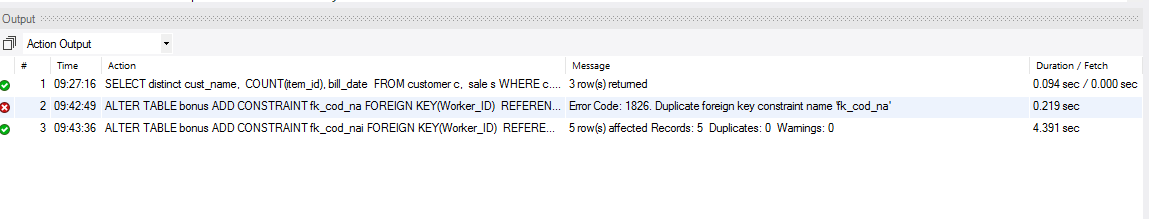 Output
Action Output
# Time Action Message Duration / Fetch
1 09:27:16 SELECT distinct cust_name, COUNT(item_id), bill_date FROM customer c, sale s WHERE c.... 3 row(s) returned 0.094 sec / 0.000 sec
2 09:42:49 ALTER TABLE bonus ADD CONSTRAINT fk_cod_na FOREIGN KEY(Worker_ID) REFEREN... Error Code: 1826. Duplicate foreign key constraint name 'fk_cod_na' 0.219 sec
3 09:43:36 ALTER TABLE bonus ADD CONSTRAINT fk_cod_nai FOREIGN KEY(Worker_ID) REFERE... 5 row(s) affected Records: 5 Duplicates: 0 Warnings: 0 4.391 sec